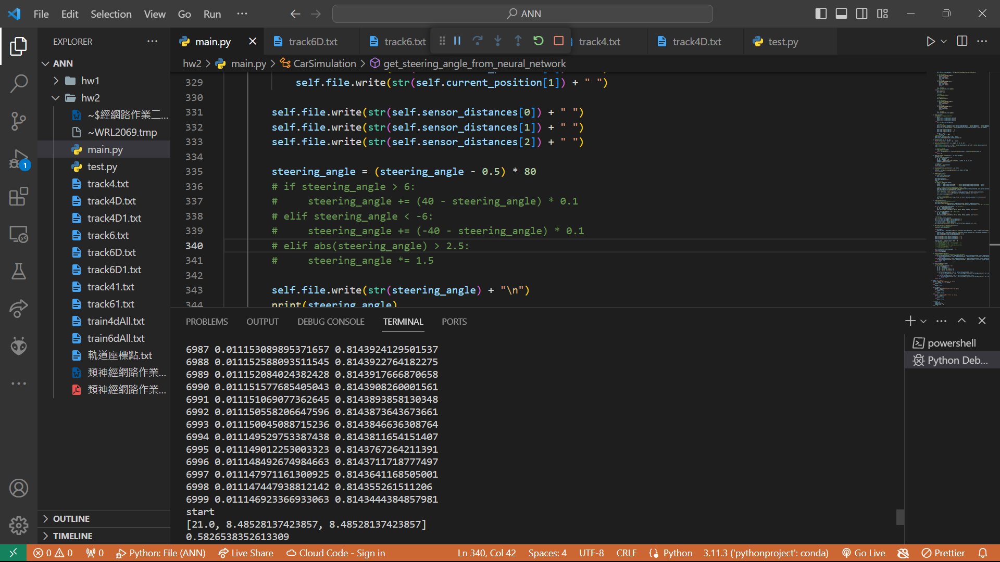 File Edit Selection View Go Run ··· ANN
EXPLORER ···
ANN
hw1
hw2
~$經網路作業二...
~WRL2069.tmp
main.py
test.py
track4.txt
track4D.txt
track4D1.txt
track6.txt
track6D.txt
track6D1.txt
track41.txt
track61.txt
train4dAll.txt
train6dAll.txt
軌道座標點.txt
類神經網路作業...
類神經網路作業...
OUTLINE
TIMELINE
1
main.py track6D.txt track6.txt track4.txt track4D.txt test.py
hw2 > main.py > CarSimulation > get_steering_angle_from_neural_network
329 self.file.write(str(self.current_position[1]) + " ")
330
331 self.file.write(str(self.sensor_distances[0]) + " ")
332 self.file.write(str(self.sensor_distances[1]) + " ")
333 self.file.write(str(self.sensor_distances[2]) + " ")
334
335 steering_angle = (steering_angle - 0.5) * 80
336 # if steering_angle > 6:
337 #     steering_angle += (40 - steering_angle) * 0.1
338 # elif steering_angle < -6:
339 #     steering_angle += (-40 - steering_angle) * 0.1
340 # elif abs(steering_angle) > 2.5:
341 #     steering_angle *= 1.5
342
343 self.file.write(str(steering_angle) + "\n")
344 print(steering_angle)
PROBLEMS OUTPUT DEBUG CONSOLE TERMINAL PORTS
6987 0.011153089895371657 0.8143924129501537
6988 0.011152588093511545 0.8143922764182275
6989 0.011152084024382428 0.8143917666870658
6990 0.011151577685405043 0.8143908260001561
6991 0.011151069077362645 0.8143893858130348
6992 0.011150558206647596 0.8143873643673661
6993 0.011150045088715236 0.8143846636308764
6994 0.011149529753387438 0.8143811654151407
6995 0.011149012253003323 0.8143767264211391
6996 0.011148492674984663 0.8143711718777497
6997 0.011147971161300925 0.8143641168505001
6998 0.011147447938812142 0.814355261511206
6999 0.011146923366933063 0.8143444384857981
start
[21.0, 8.48528137423857, 8.48528137423857]
0.5826538352613309
powershell
Python Deb...
0 0 0 Python: File (ANN) Live Share Cloud Code - Sign in Ln 340, Col 42 Spaces: 4 UTF-8 CRLF Python 3.11.3 ('pythonproject': conda) Go Live Prettier